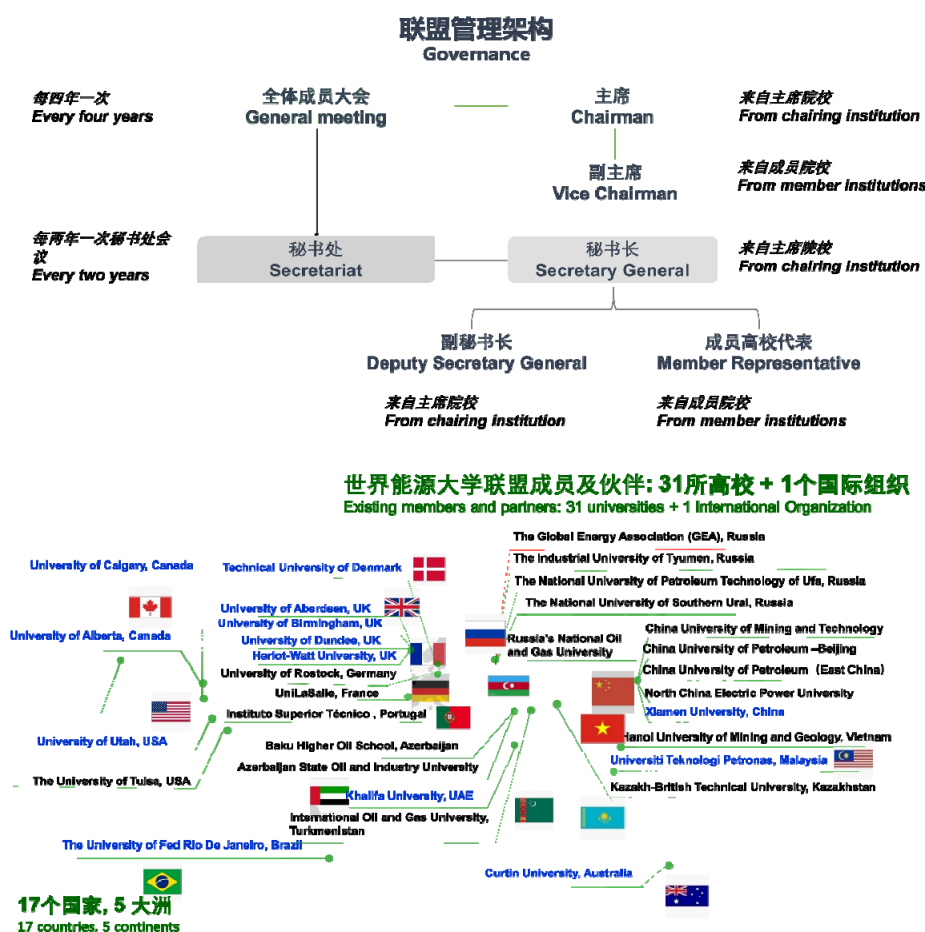 联盟管理架构
Governance
每四年一次
Every four years
全体成员大会
General meeting
主席
Chairman
来自主席院校
From chairing institution
副主席
Vice Chairman
来自成员院校
From member institutions
每两年一次秘书处会
议
Every two years
秘书处
Secretariat
秘书长
Secretary General
来自主席院校
From chairing institution
副秘书长
Deputy Secretary General
成员高校代表
Member Representative
来自主席院校
From chairing institution
来自成员院校
From member institutions
世界能源大学联盟成员及伙伴: 31所高校 + 1个国际组织
Existing members and partners: 31 universities + 1 International Organization
The Global Energy Association (GEA), Russia
The Industrial University of Tyumen, Russia
The National University of Petroleum Technology of Ufa, Russia
The National University of Southern Ural, Russia
Russia's National Oil
and Gas University
University of Calgary, Canada
University of Alberta, Canada
University of Utah, USA
The University of Tulsa, USA
Technical University of Denmark
University of Aberdeen, UK
University of Birmingham, UK
University of Dundee, UK
Heriot-Watt University, UK
University of Rostock, Germany
UniLaSalle, France
Instituto Superior Técnico , Portugal
Baku Higher Oil School, Azerbaijan
Azerbaijan State Oil and Industry University
Khalifa University, UAE
International Oil and Gas University,
Turkmenistan
The University of Fed Rio De Janeiro, Brazil
China University of Mining and Technology
China University of Petroleum –Beijing
China University of Petroleum（East China）
North China Electric Power University
Xiamen University, China
Hanoi University of Mining and Geology, Vietnam
Universiti Teknologi Petronas, Malaysia
Kazakh-British Technical University, Kazakhstan
Curtin University, Australia
17个国家, 5 大洲
17 countries, 5 continents